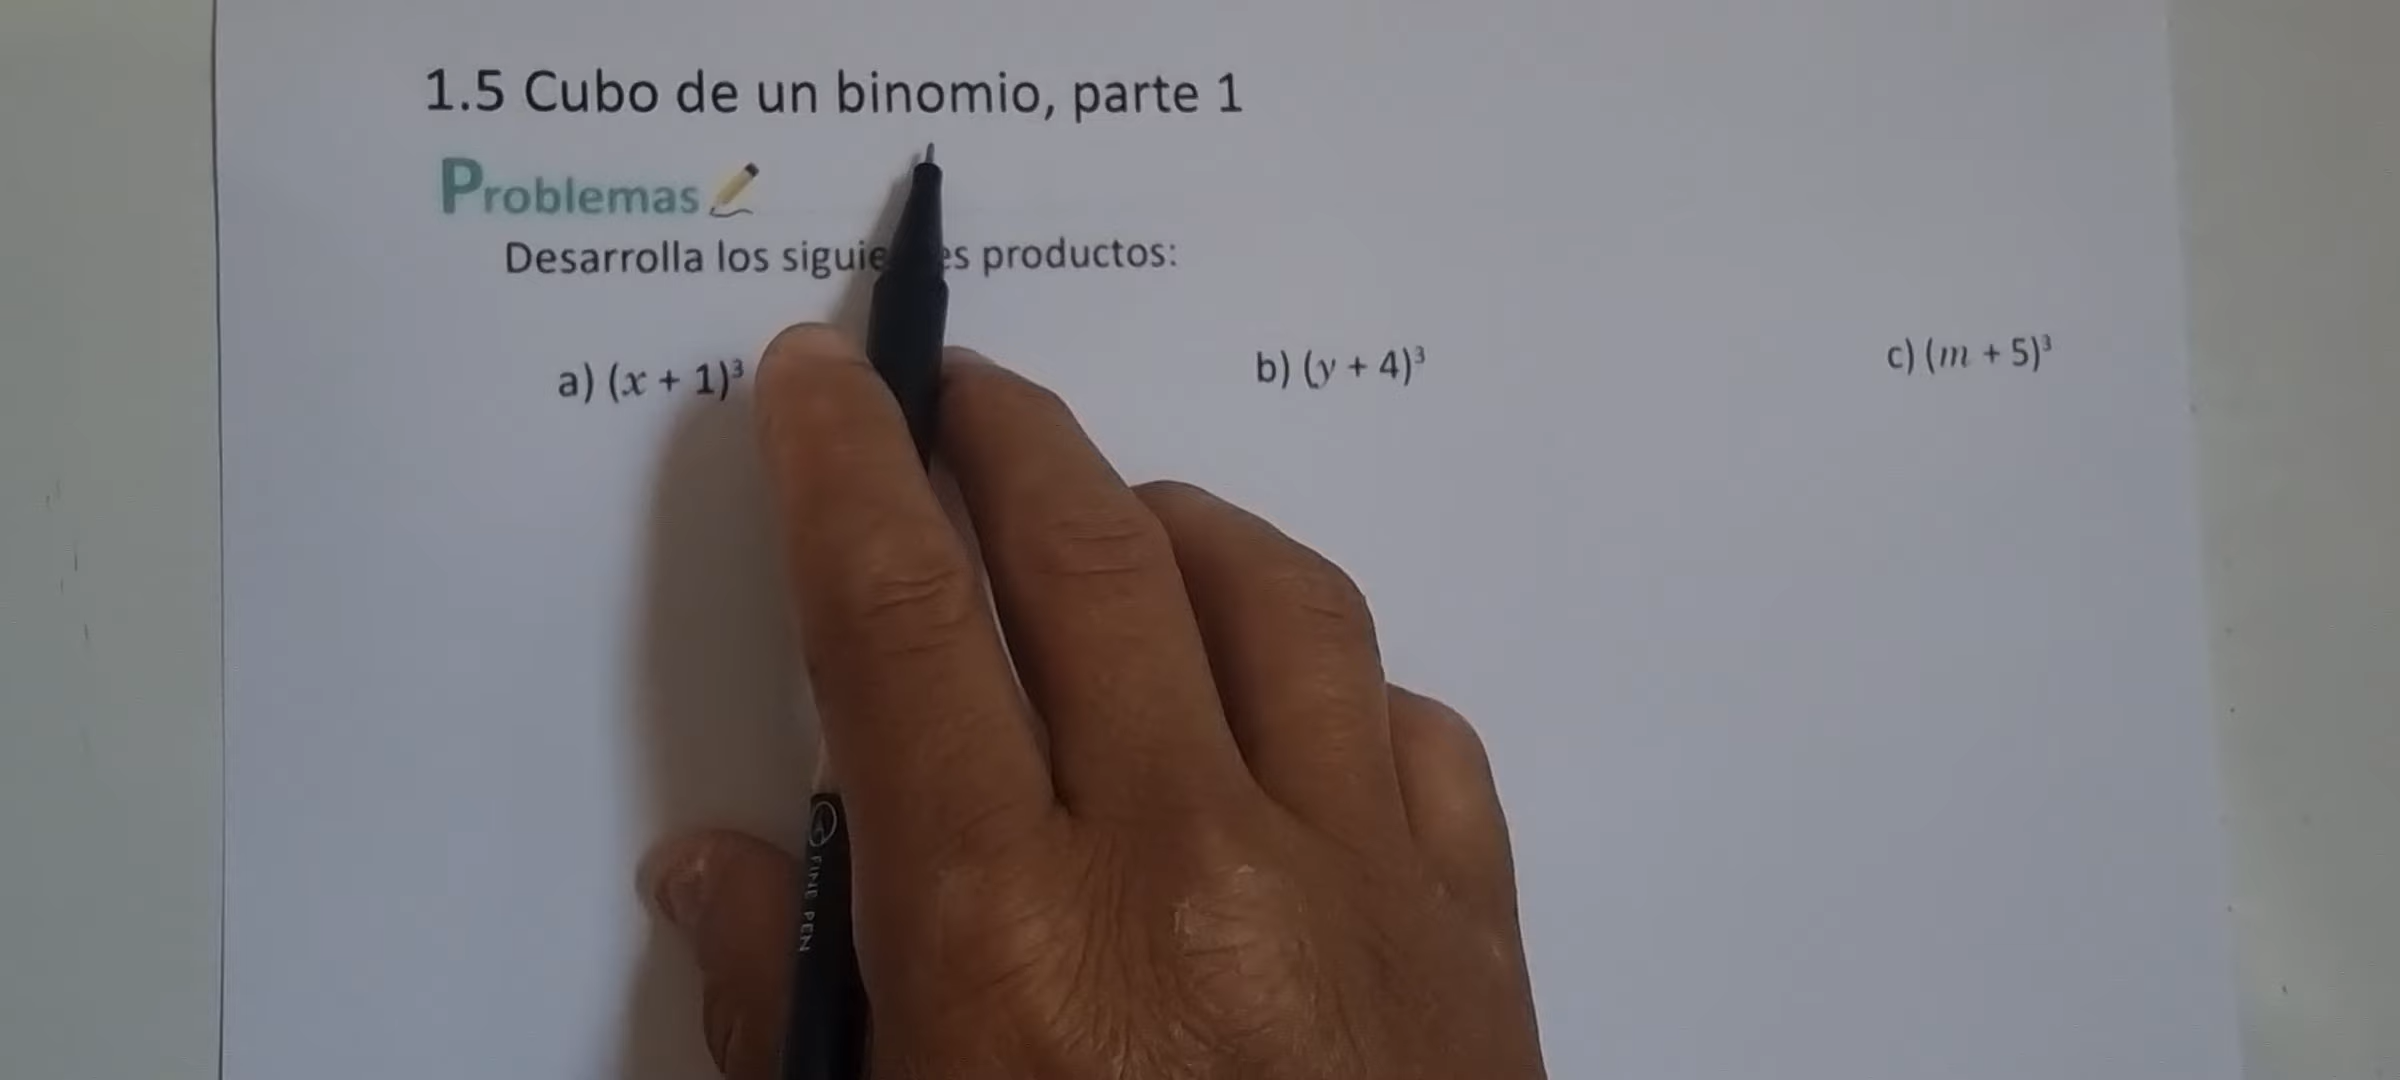 1.5 Cubo de un binomio, parte 1
Problemas
Desarrolla los productos:
a) (x + 1)³ b) (y + 4)³ c) (m + 5)³
FINE PEN